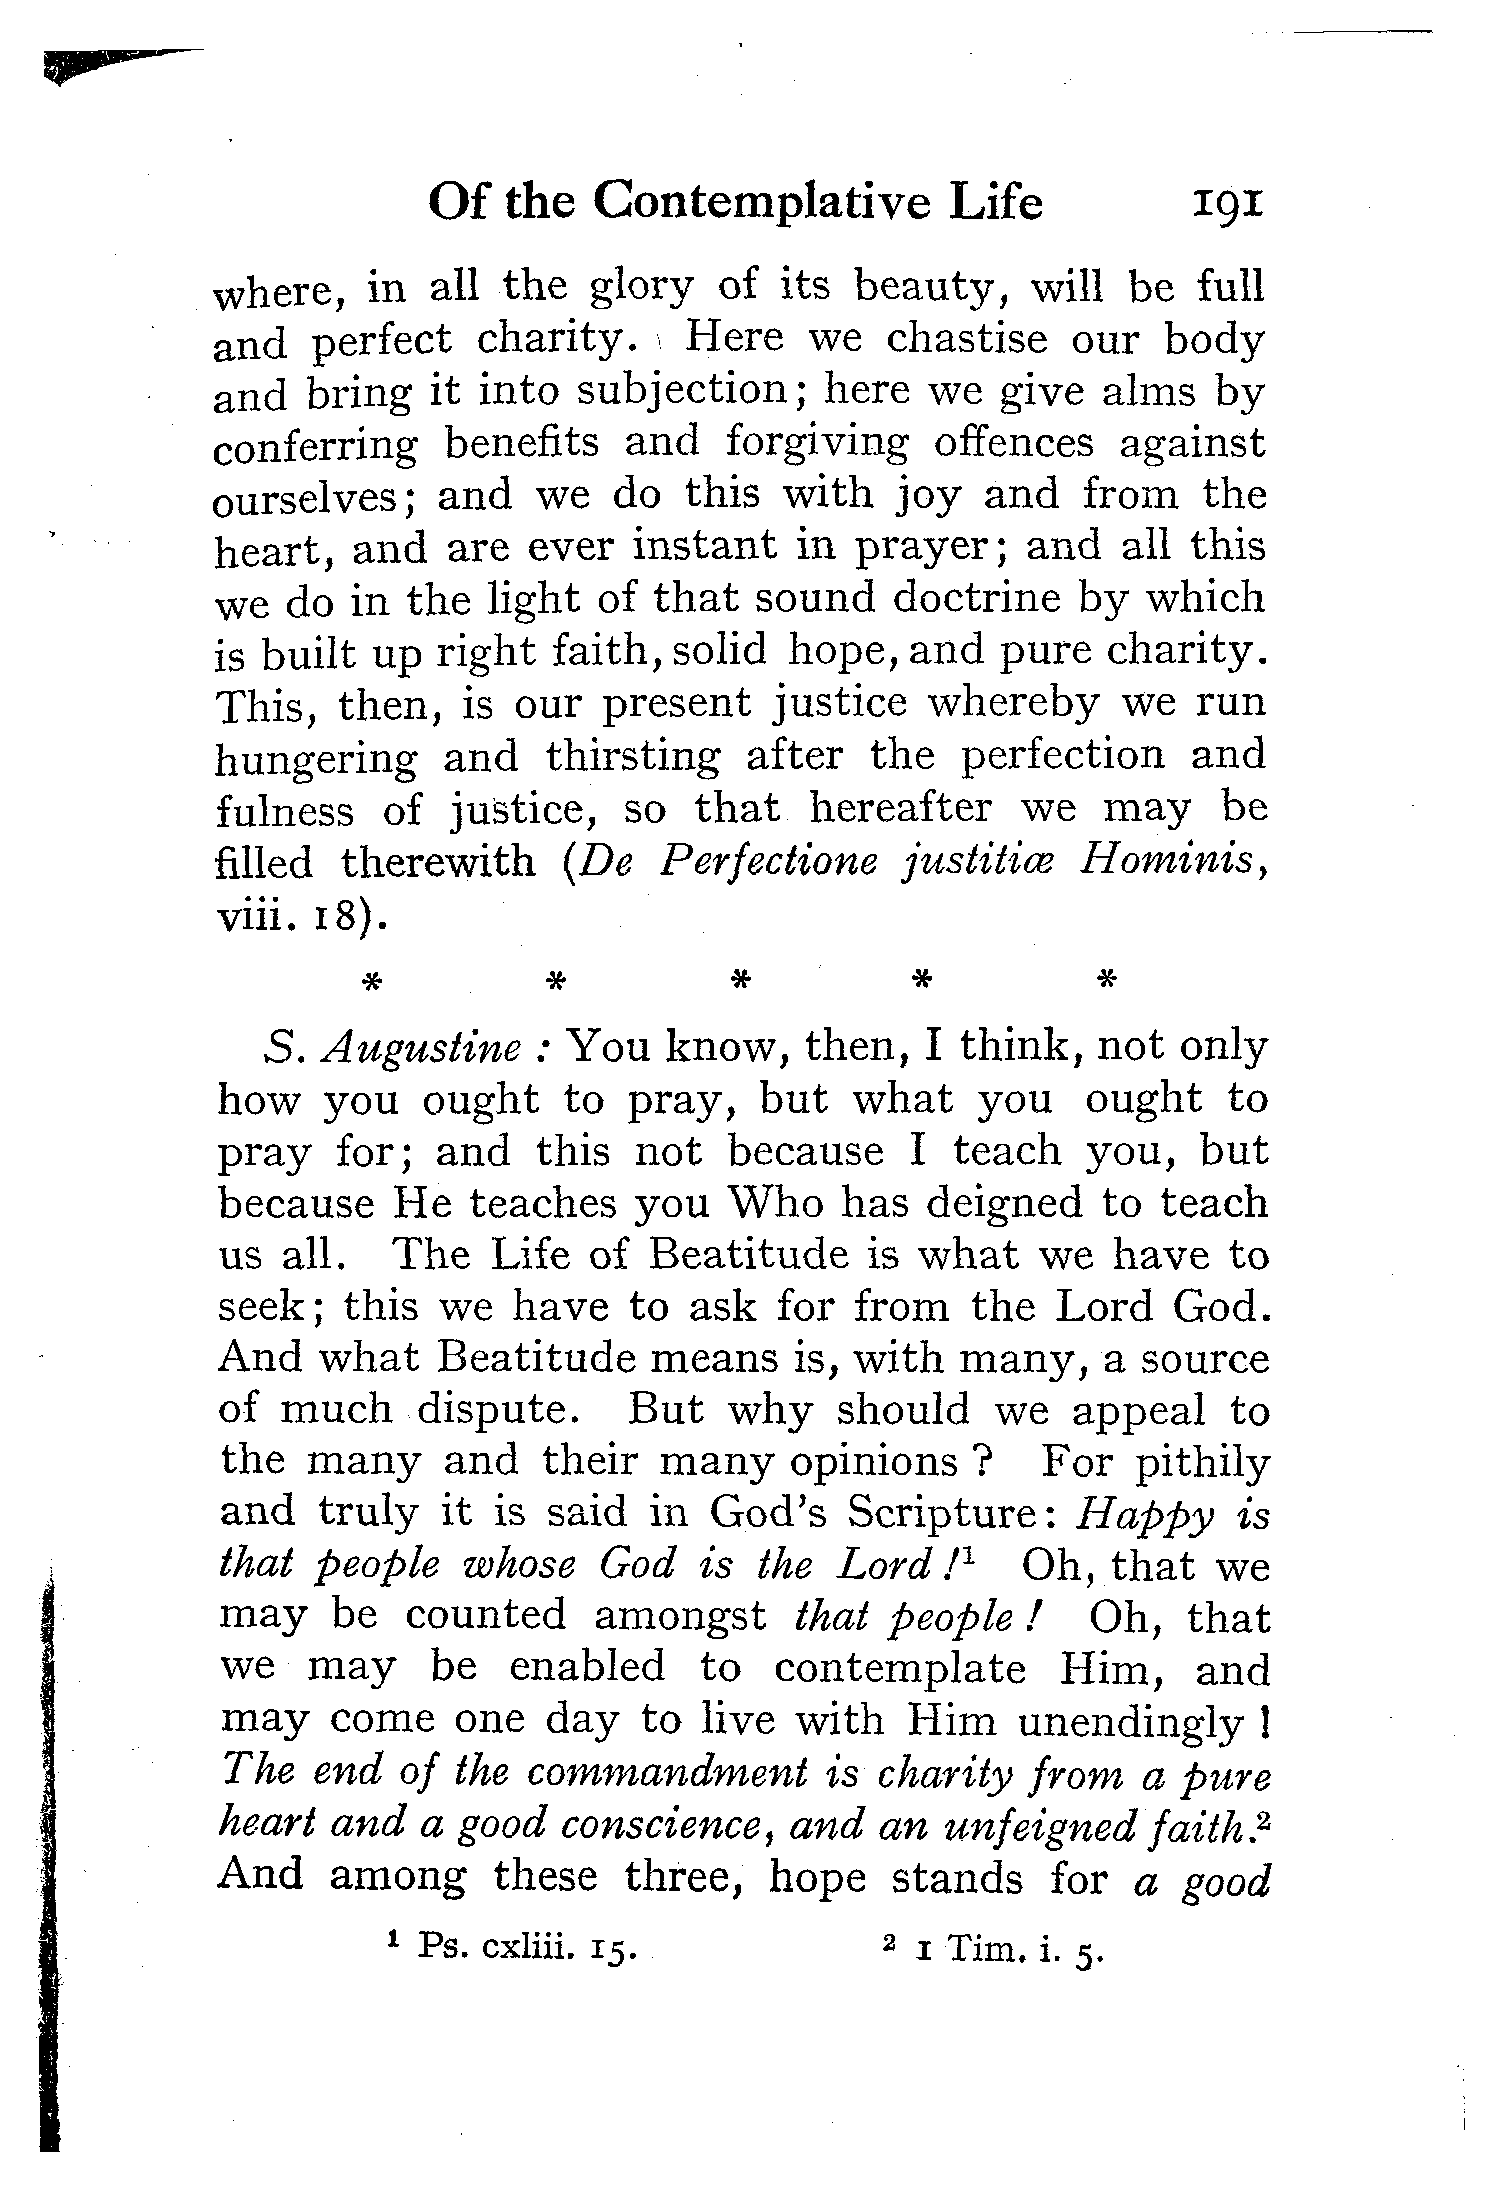 Of the Contemplative Life 191
where, in all the glory of its beauty, will be full
and perfect charity. Here we chastise our body
and bring it into subjection; here we give alms by
conferring benefits and forgiving offences against
ourselves; and we do this with joy and from the
heart, and are ever instant in prayer; and all this
we do in the light of that sound doctrine by which
is built up right faith, solid hope, and pure charity.
This, then, is our present justice whereby we run
hungering and thirsting after the perfection and
fulness of justice, so that hereafter we may be
filled therewith (De Perfectione justitiæ Hominis,
viii. 18).
* * * * *
S. Augustine : You know, then, I think, not only
how you ought to pray, but what you ought to
pray for; and this not because I teach you, but
because He teaches you Who has deigned to teach
us all. The Life of Beatitude is what we have to
seek; this we have to ask for from the Lord God.
And what Beatitude means is, with many, a source
of much dispute. But why should we appeal to
the many and their many opinions ? For pithily
and truly it is said in God's Scripture: Happy is
that people whose God is the Lord !¹ Oh, that we
may be counted amongst that people ! Oh, that
we may be enabled to contemplate Him, and
may come one day to live with Him unendingly !
The end of the commandment is charity from a pure
heart and a good conscience, and an unfeigned faith.²
And among these three, hope stands for a good
¹ Ps. cxliii. 15. ² 1 Tim. i. 5.